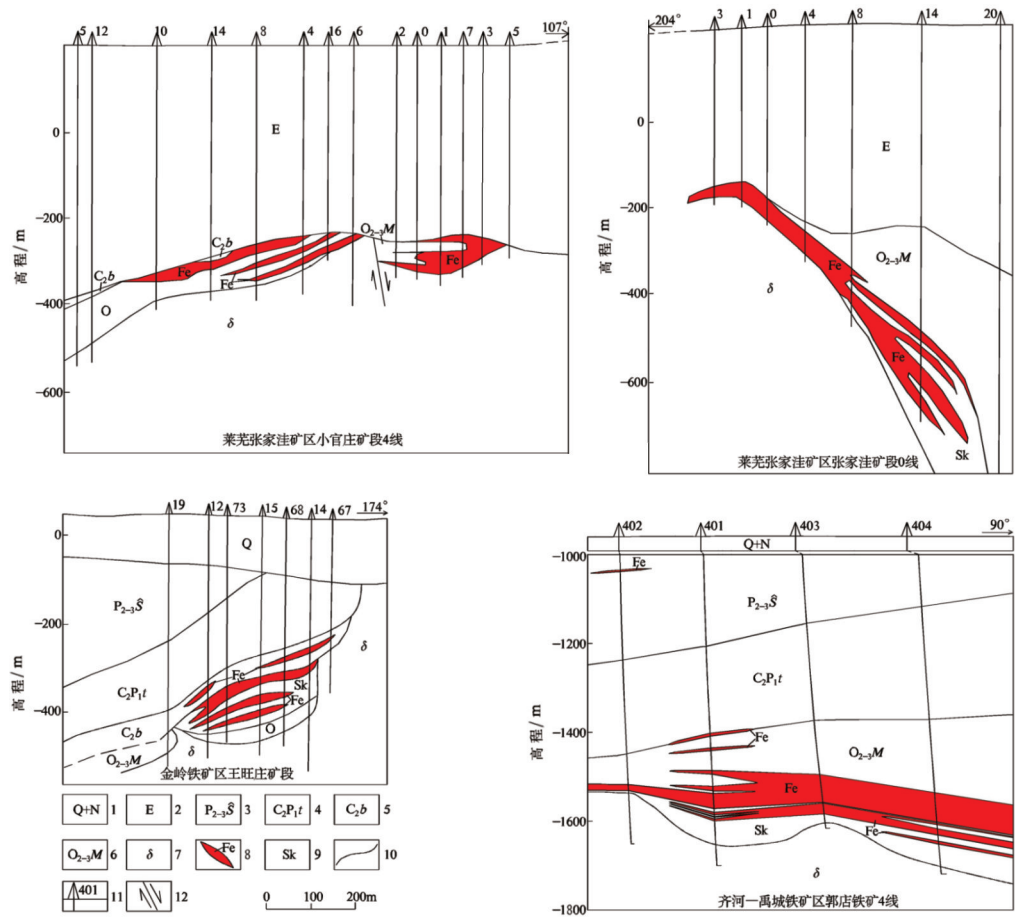 5 12 10 14 8 4 16 6 2 0 1 7 3 5 107°
0
E
−200
O₂₋₃M
C₂b
Fe
C₂b
Fe
Fe
−400
O
δ
−600
高程/ m
莱芜张家洼矿区小官庄矿段4线
204° 3 1 0 4 8 14 20
0
E
−200
O₂₋₃M
Fe
δ
−400
Fe
−600
Sk
高程/ m
莱芜张家洼矿区张家洼矿段0线
19 12 73 15 68 14 67 174°
0
Q
P₂₋₃Ŝ
−200
δ
Fe
Sk
C₂P₁t
Fe
−400
O
C₂b
δ
O₂₋₃M
高程/ m
金岭铁矿区王旺庄矿段
402 401 403 404 90°
Q+N
−1000
Fe
P₂₋₃Ŝ
−1200
C₂P₁t
−1400
Fe
O₂₋₃M
Fe
−1600
Sk
Fe
δ
−1800
高程/ m
齐河—禹城铁矿区郭店铁矿4线
Q+N 1 E 2 P₂₋₃Ŝ 3 C₂P₁t 4 C₂b 5
O₂₋₃M 6 δ 7 Fe 8 Sk 9 10
401 11 12 0 100 200m